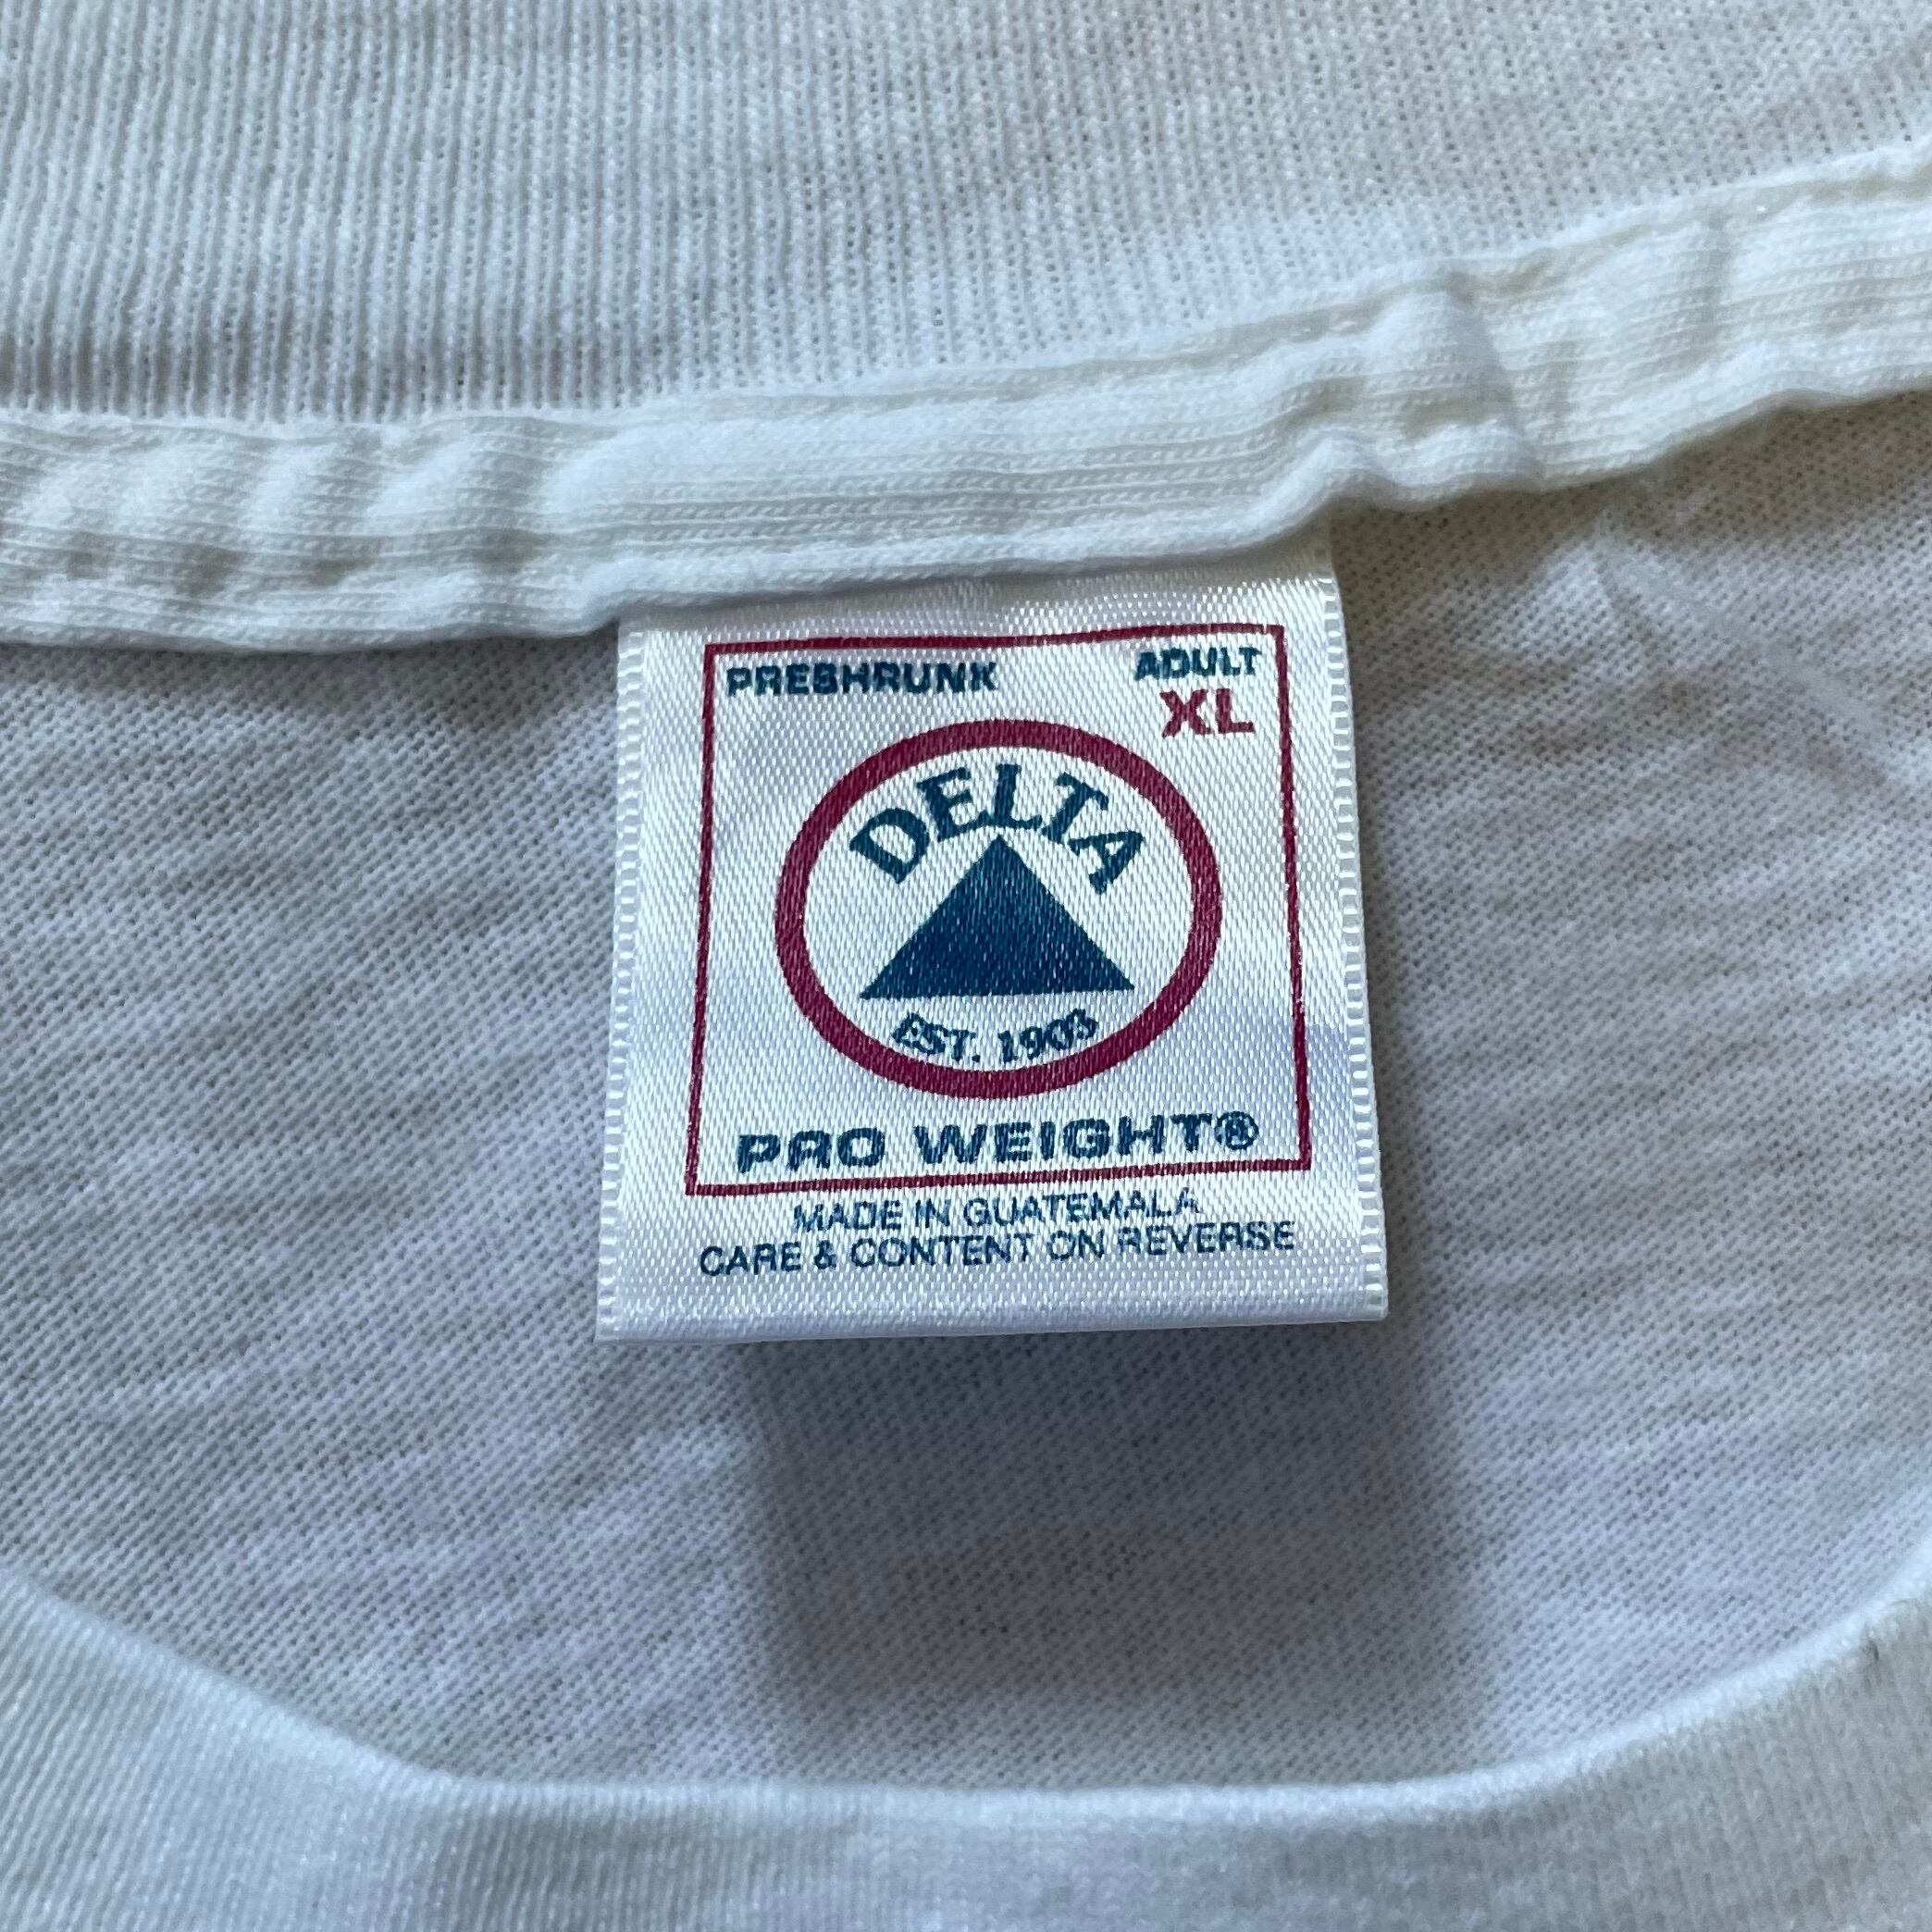 PRESHRUNK
ADULT
XL
DELTA
EST. 1903
PRO WEIGHT®
MADE IN GUATEMALA
CARE & CONTENT ON REVERSE